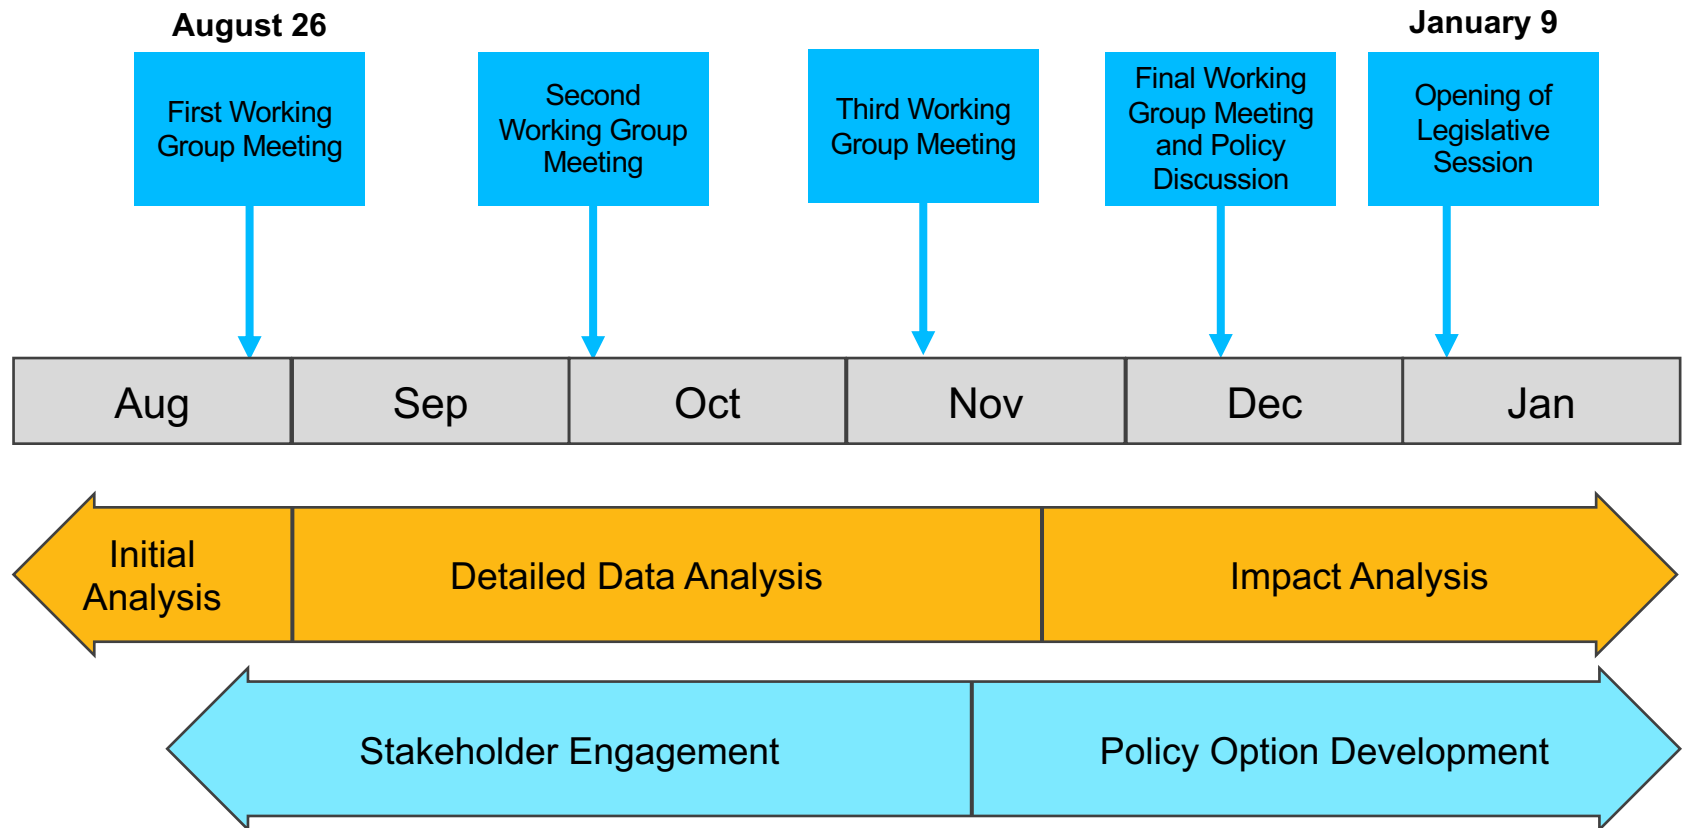 August 26
January 9
First Working
Group Meeting
Second
Working Group
Meeting
Third Working
Group Meeting
Final Working
Group Meeting
and Policy
Discussion
Opening of
Legislative
Session
Aug
Sep
Oct
Nov
Dec
Jan
Initial
Analysis
Detailed Data Analysis
Impact Analysis
Stakeholder Engagement
Policy Option Development